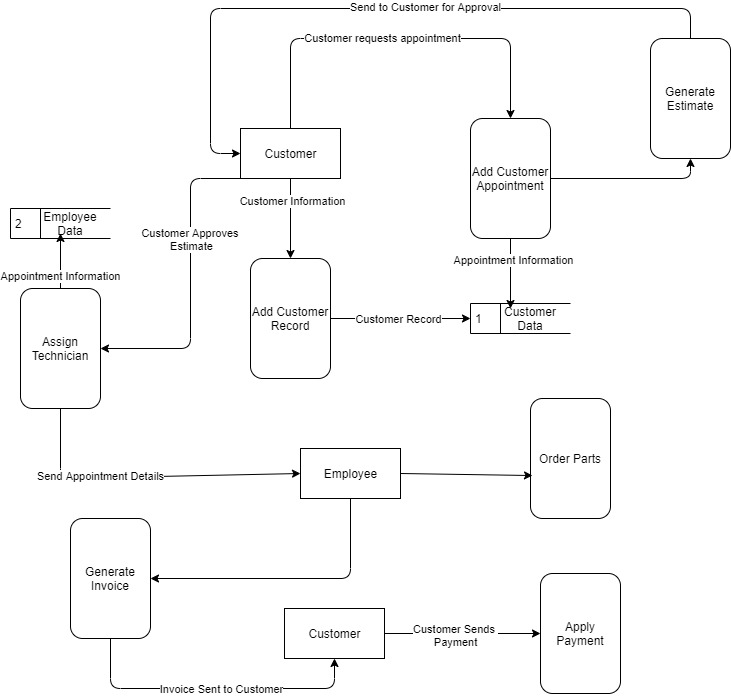 Send to Customer for Approval
Customer requests appointment
Generate
Estimate
Customer
Add Customer
Appointment
Customer Information
2
Employee
Data
Customer Approves
Estimate
Appointment Information
Appointment Information
Add Customer
Record
Customer Record
1
Customer
Data
Assign
Technician
Order Parts
Send Appointment Details
Employee
Generate
Invoice
Customer
Customer Sends
Payment
Apply
Payment
Invoice Sent to Customer